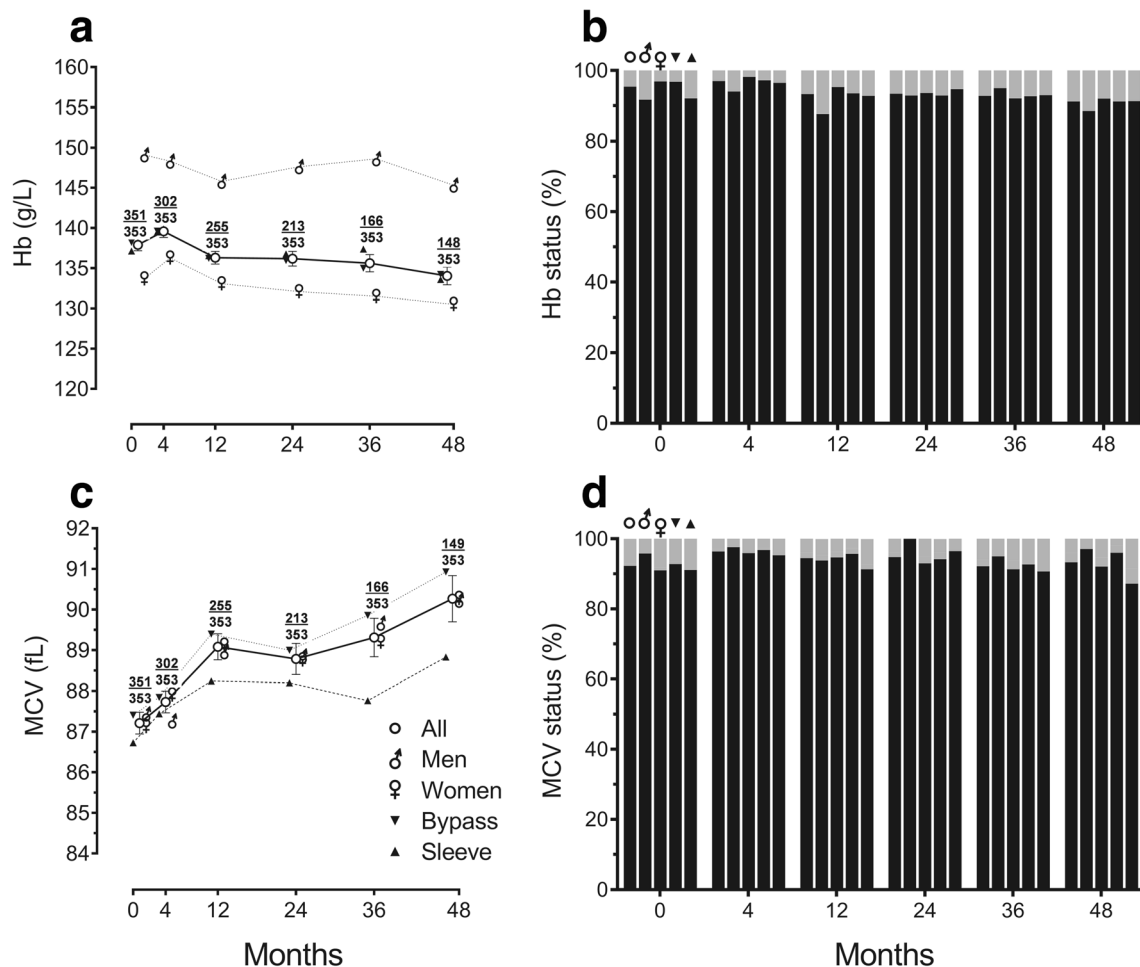 a
160
155
150
145
140
135
130
125
120
Hb (g/L)
351
353
302
353
255
353
213
353
166
353
148
353
0 4 12 24 36 48
b
100
80
60
40
20
0
Hb status (%)
0 4 12 24 36 48
c
92
91
90
89
88
87
86
85
84
MCV (fL)
351
353
302
353
255
353
213
353
166
353
149
353
All
Men
Women
Bypass
Sleeve
0 4 12 24 36 48
Months
d
100
80
60
40
20
0
MCV status (%)
0 4 12 24 36 48
Months